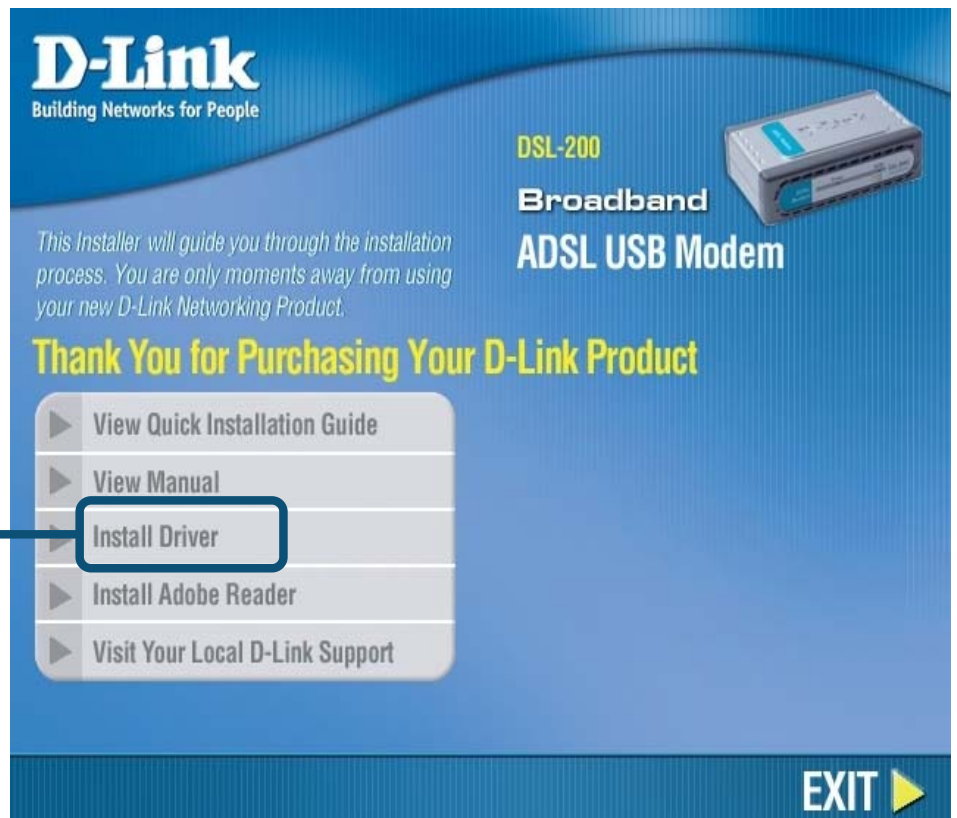 D-Link
Building Networks for People
DSL-200
Broadband
ADSL USB Modem
This Installer will guide you through the installation
process. You are only moments away from using
your new D-Link Networking Product.
Thank You for Purchasing Your D-Link Product
View Quick Installation Guide
View Manual
Install Driver
Install Adobe Reader
Visit Your Local D-Link Support
EXIT